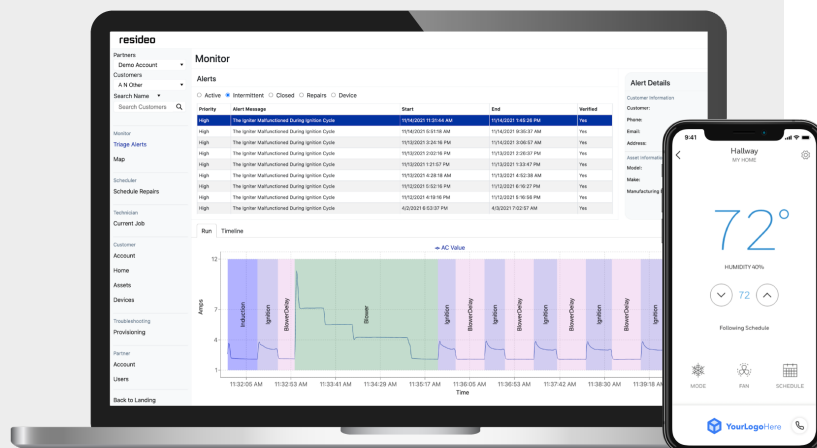 resideo
Partners
Demo Account
Customers
A N Other
Search Name
Search Customers
Monitor
Triage Alerts
Map
Scheduler
Schedule Repairs
Technician
Current Job
Customer
Account
Home
Assets
Devices
Troubleshooting
Provisioning
Partner
Account
Users
Back to Landing
Monitor
Alerts
Active Intermittent Closed Repairs Device
Priority Alert Message Start End Verified
High The Igniter Malfunctioned During Ignition Cycle 11/14/2021 11:31:44 AM 11/14/2021 1:45:26 PM Yes
High The Igniter Malfunctioned During Ignition Cycle 11/14/2021 5:51:18 AM 11/14/2021 9:35:37 AM Yes
High The Igniter Malfunctioned During Ignition Cycle 11/13/2021 3:24:16 PM 11/14/2021 3:06:57 AM Yes
High The Igniter Malfunctioned During Ignition Cycle 11/13/2021 2:02:16 PM 11/13/2021 2:26:37 PM Yes
High The Igniter Malfunctioned During Ignition Cycle 11/13/2021 1:21:57 PM 11/13/2021 1:33:47 PM Yes
High The Igniter Malfunctioned During Ignition Cycle 11/13/2021 4:28:18 AM 11/13/2021 4:52:38 AM Yes
High The Igniter Malfunctioned During Ignition Cycle 11/12/2021 5:52:16 PM 11/12/2021 6:16:27 PM Yes
High The Igniter Malfunctioned During Ignition Cycle 11/12/2021 4:19:16 PM 11/12/2021 5:16:56 PM Yes
High The Igniter Malfunctioned During Ignition Cycle 4/2/2021 6:53:37 PM 4/3/2021 7:02:57 AM Yes
Run Timeline
AC Value
Amps
12
7
4
1
Induction
Ignition
BlowerDelay
Blower
Ignition
BlowerDelay
Ignition
BlowerDelay
Ignition
BlowerDelay
Ignition
11:32:05 AM 11:32:53 AM 11:33:41 AM 11:34:29 AM 11:35:17 AM 11:36:05 AM 11:36:53 AM 11:37:42 AM 11:38:30 AM 11:39:18 AM
Time
Alert Details
Customer Information
Customer:
Phone:
Email:
Address:
Asset Information
Model:
Make:
Manufacturing
9:41
Hallway
MY HOME
72°
HUMIDITY 40%
72
Following Schedule
MODE FAN SCHEDULE
YourLogoHere